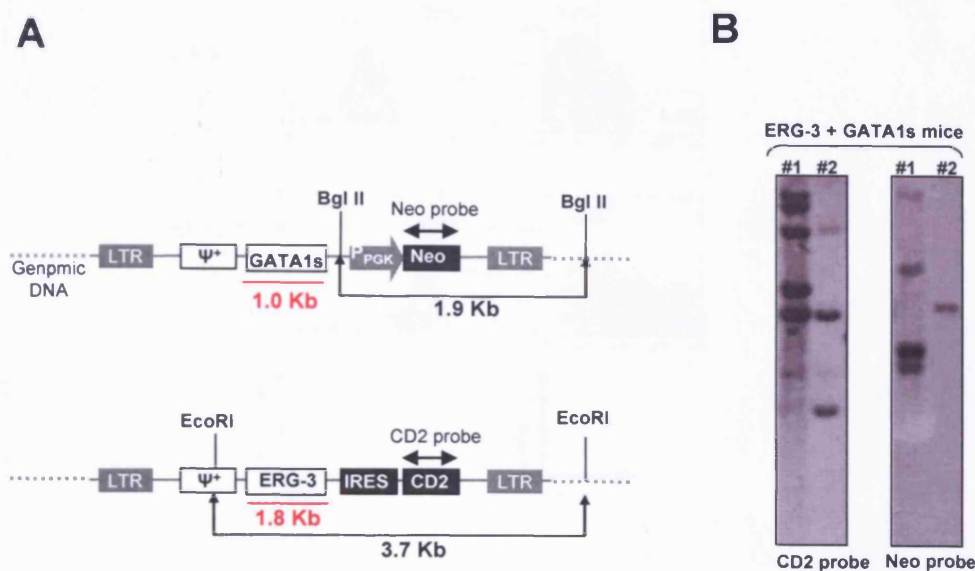 A
Bgl II
Neo probe
Bgl II
LTR Ψ+ GATA1s PPGK Neo LTR
Genpmic
DNA
1.0 Kb
1.9 Kb
EcoRI
CD2 probe
EcoRI
LTR Ψ+ ERG-3 IRES CD2 LTR
1.8 Kb
3.7 Kb
B
ERG-3 + GATA1s mice
#1 #2 #1 #2
CD2 probe Neo probe